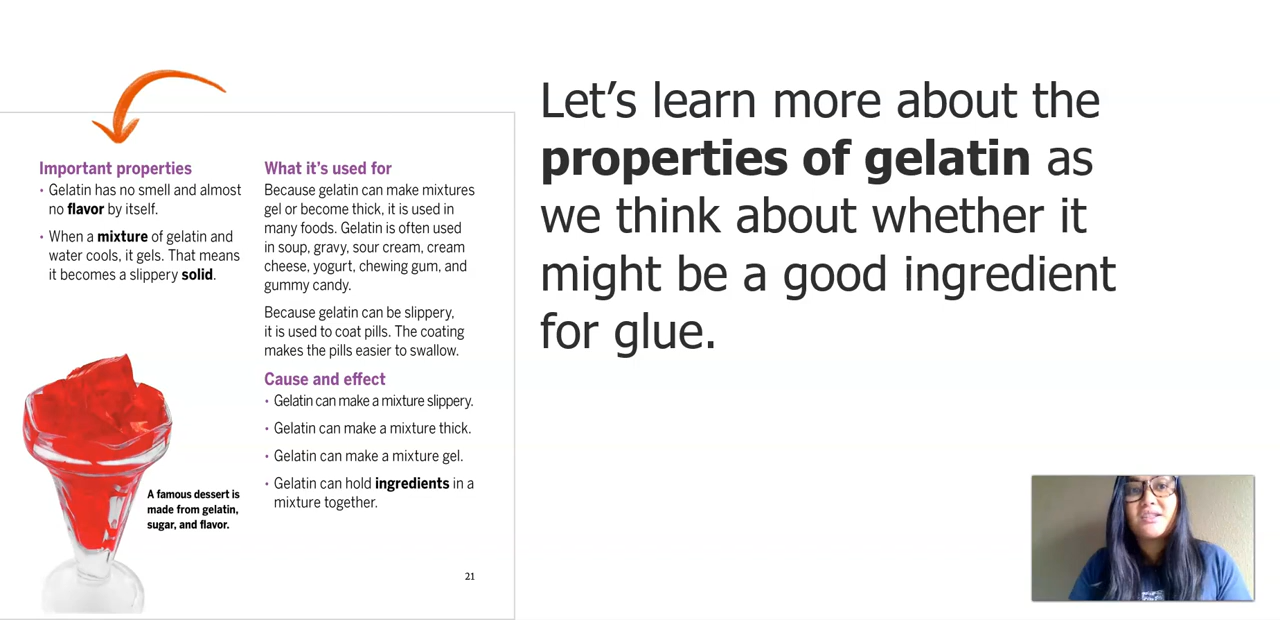 Important properties
• Gelatin has no smell and almost
no flavor by itself.
• When a mixture of gelatin and
water cools, it gels. That means
it becomes a slippery solid.
A famous dessert is
made from gelatin,
sugar, and flavor.
What it's used for
Because gelatin can make mixtures
gel or become thick, it is used in
many foods. Gelatin is often used
in soup, gravy, sour cream, cream
cheese, yogurt, chewing gum, and
gummy candy.
Because gelatin can be slippery,
it is used to coat pills. The coating
makes the pills easier to swallow.
Cause and effect
• Gelatin can make a mixture slippery.
• Gelatin can make a mixture thick.
• Gelatin can make a mixture gel.
• Gelatin can hold ingredients in a
mixture together.
21
Let’s learn more about the
properties of gelatin as
we think about whether it
might be a good ingredient
for glue.